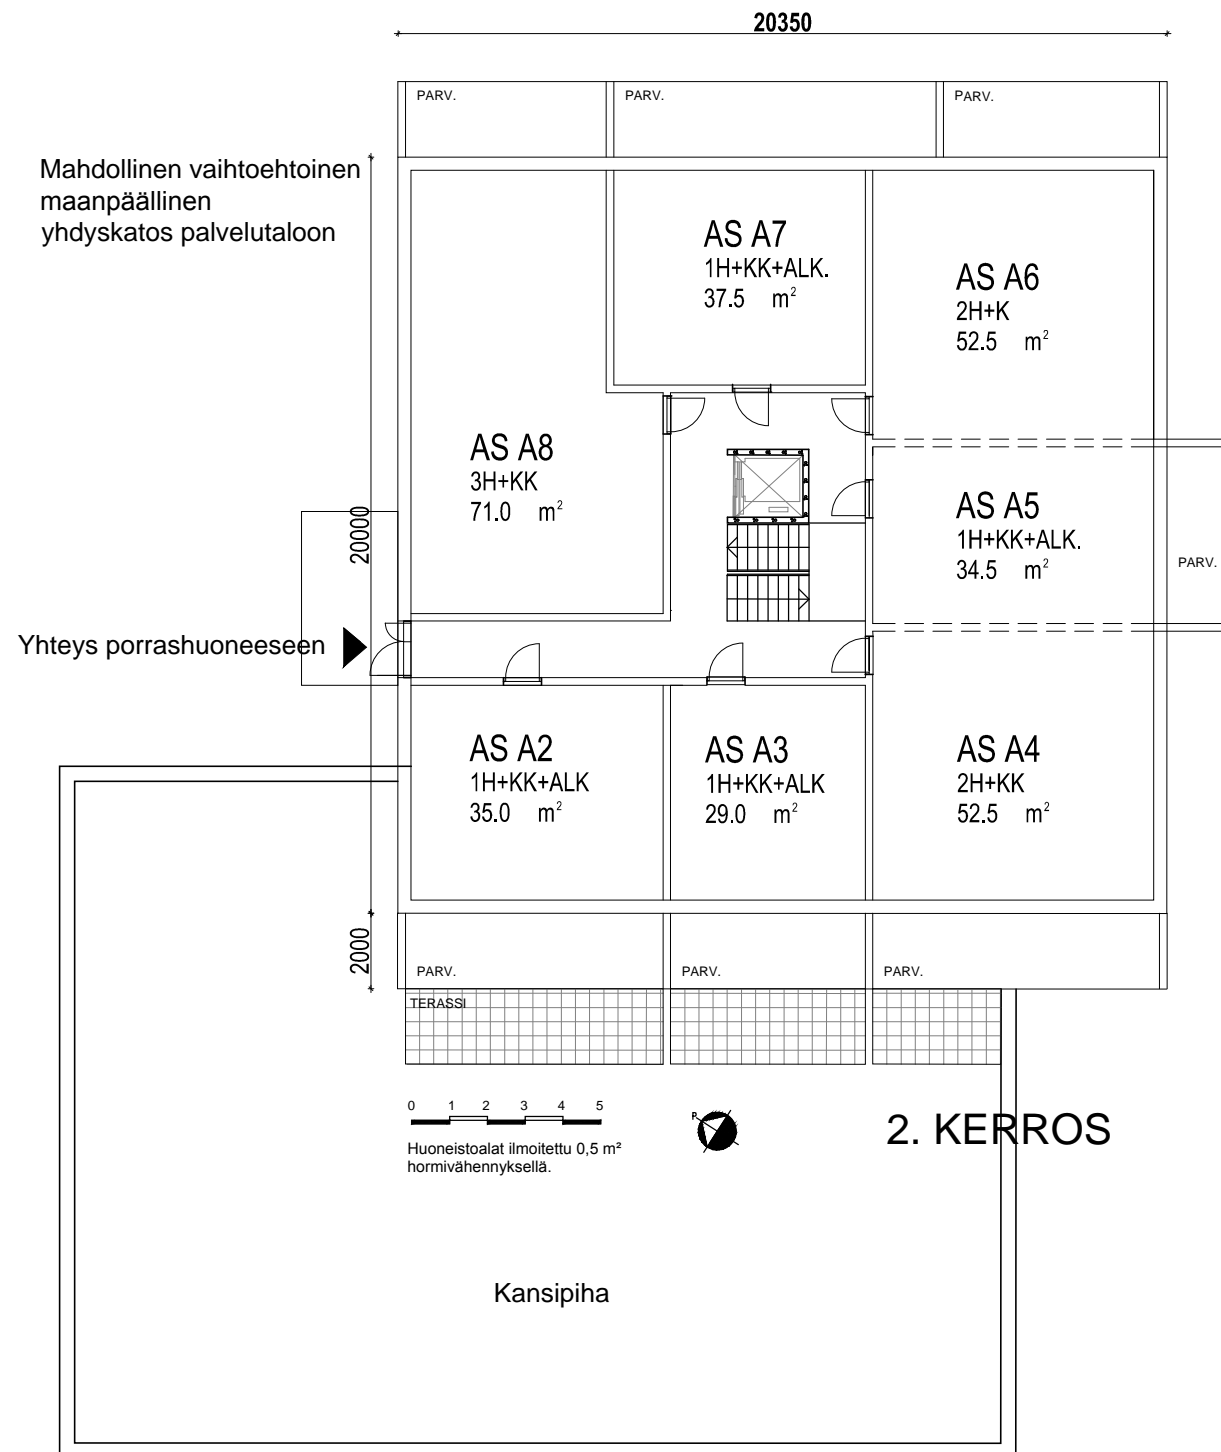 20350
PARV.
PARV.
PARV.
Mahdollinen vaihtoehtoinen
maanpäällinen
yhdyskatos palvelutaloon
AS A7
1H+KK+ALK.
37.5 m²
AS A6
2H+K
52.5 m²
AS A8
3H+KK
71.0 m²
20000
AS A5
1H+KK+ALK.
34.5 m²
PARV.
Yhteys porrashuoneeseen
AS A2
1H+KK+ALK
35.0 m²
AS A3
1H+KK+ALK
29.0 m²
AS A4
2H+KK
52.5 m²
2000
PARV.
PARV.
PARV.
TERASSI
0 1 2 3 4 5
Huoneistoalat ilmoitettu 0,5 m²
hormivähennyksellä.
P
2. KERROS
Kansipiha